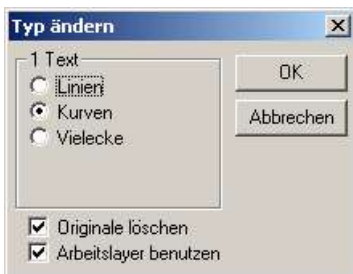 Typ ändern
1 Text
Linien
Kurven
Vielecke
OK
Abbrechen
Originale löschen
Arbeitslayer benutzen